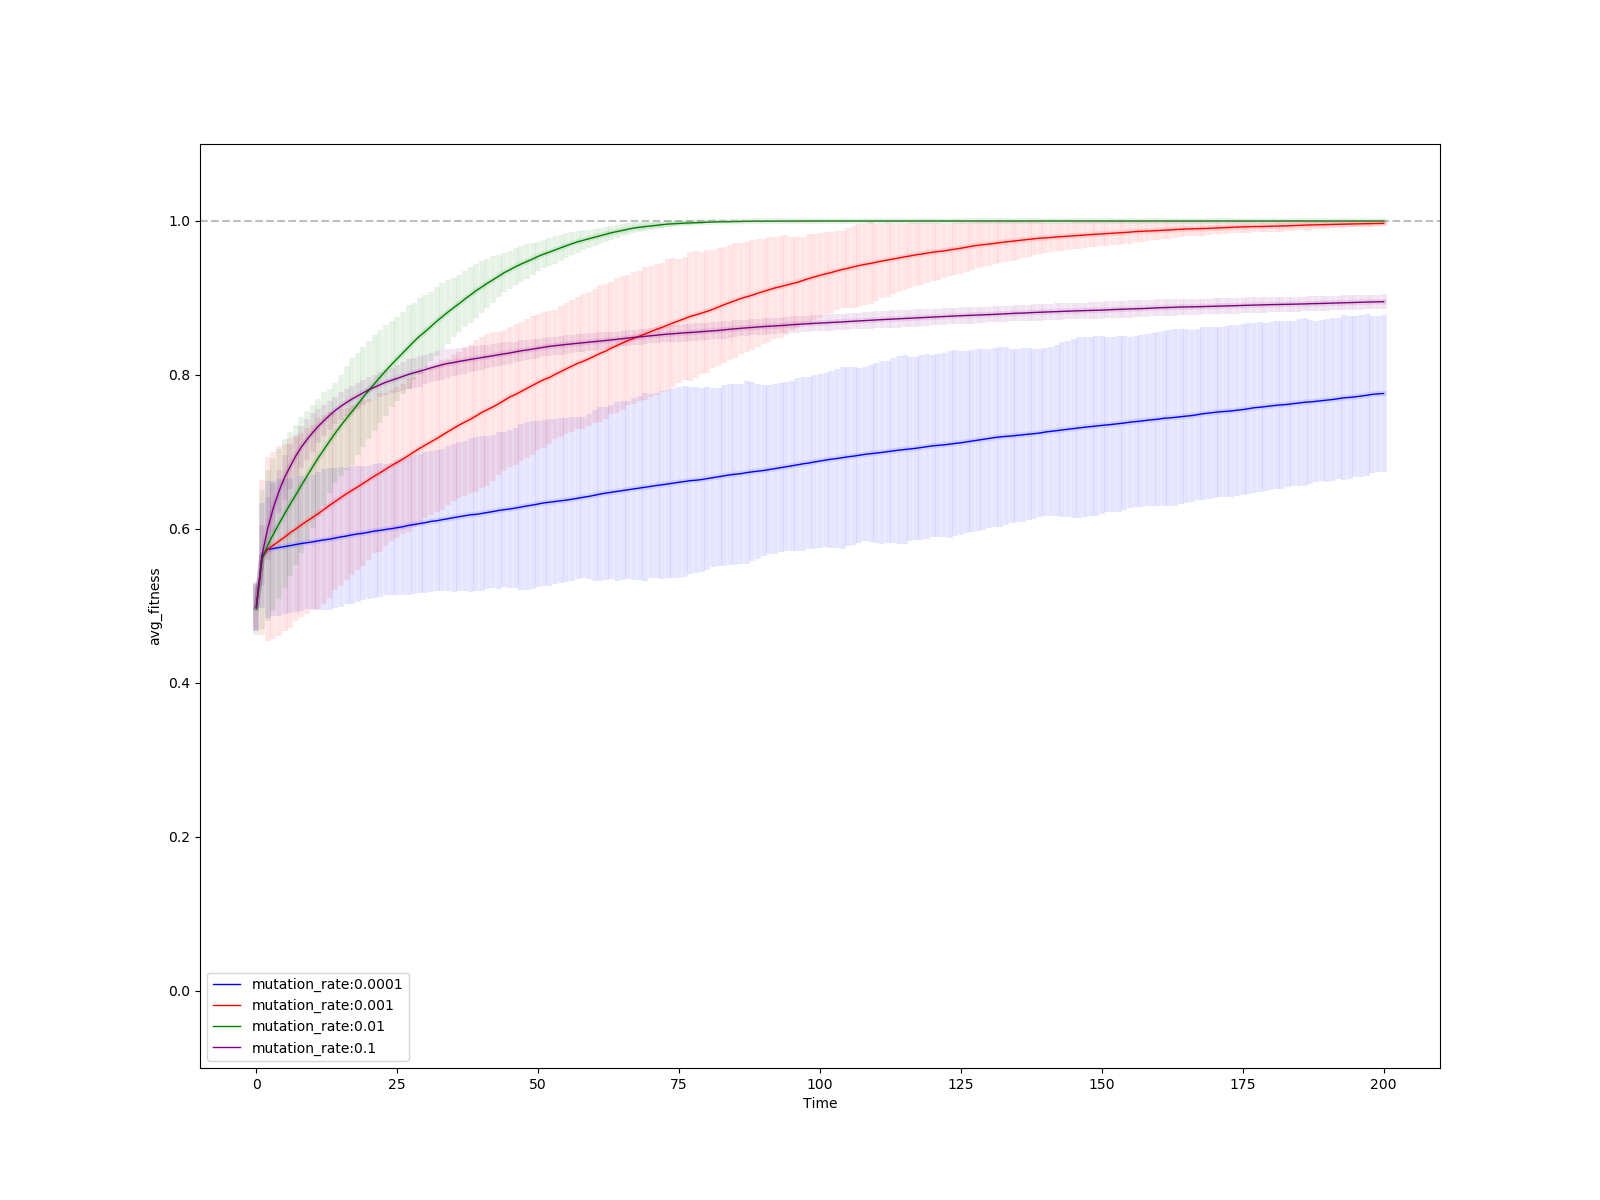 1.0
0.8
0.6
0.4
0.2
0.0
avg_fitness
mutation_rate:0.0001
mutation_rate:0.001
mutation_rate:0.01
mutation_rate:0.1
0 25 50 75 100 125 150 175 200
Time